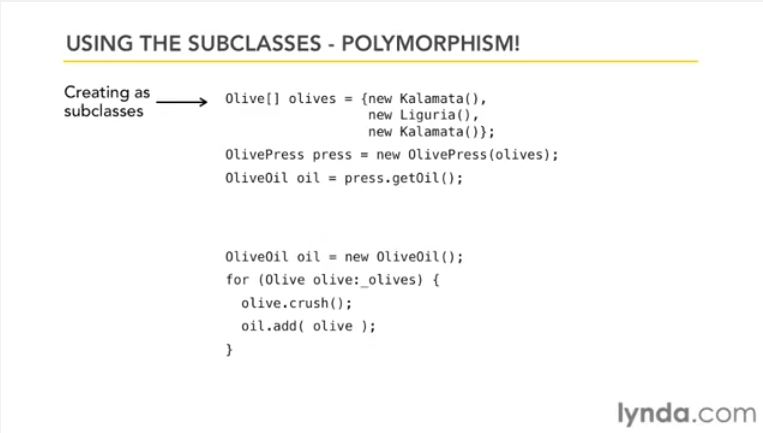 USING THE SUBCLASSES - POLYMORPHISM!
Creating as
subclasses
Olive[] olives = {new Kalamata(),
new Liguria(),
new Kalamata()};
OlivePress press = new OlivePress(olives);
OliveOil oil = press.getOil();
OliveOil oil = new OliveOil();
for (Olive olive:_olives) {
olive.crush();
oil.add( olive );
}
lynda.com